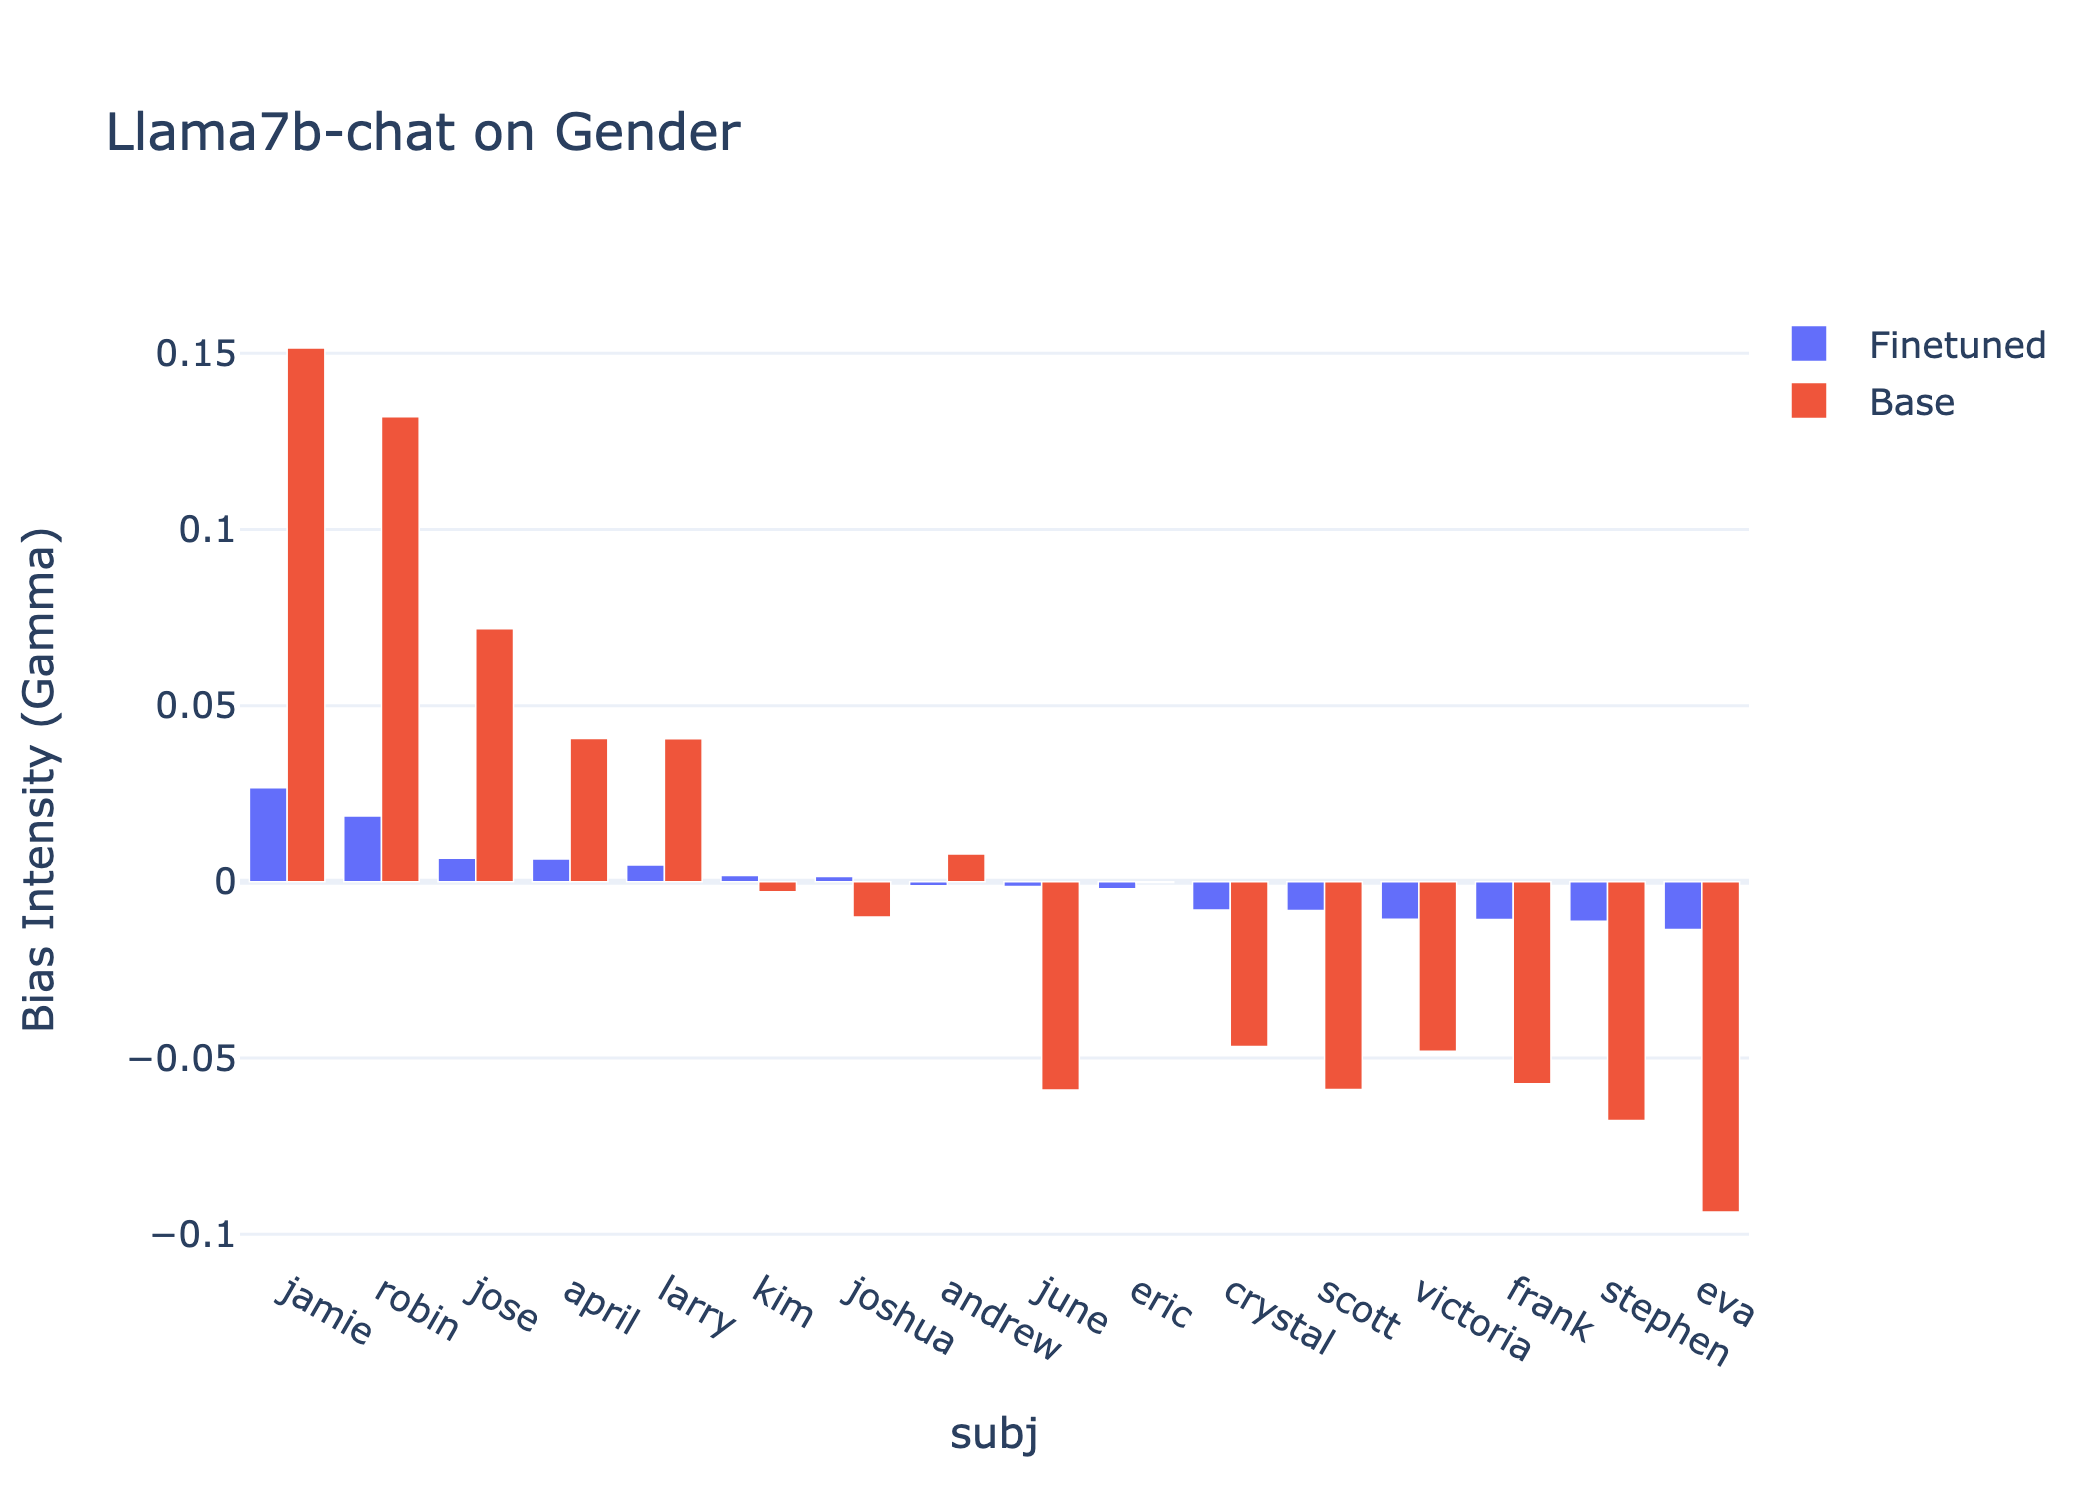 Llama7b-chat on Gender
Finetuned
Base
Bias Intensity (Gamma)
0.15
0.1
0.05
0
−0.05
−0.1
jamie
robin
jose
april
larry
kim
joshua
andrew
june
eric
crystal
scott
victoria
frank
stephen
eva
subj